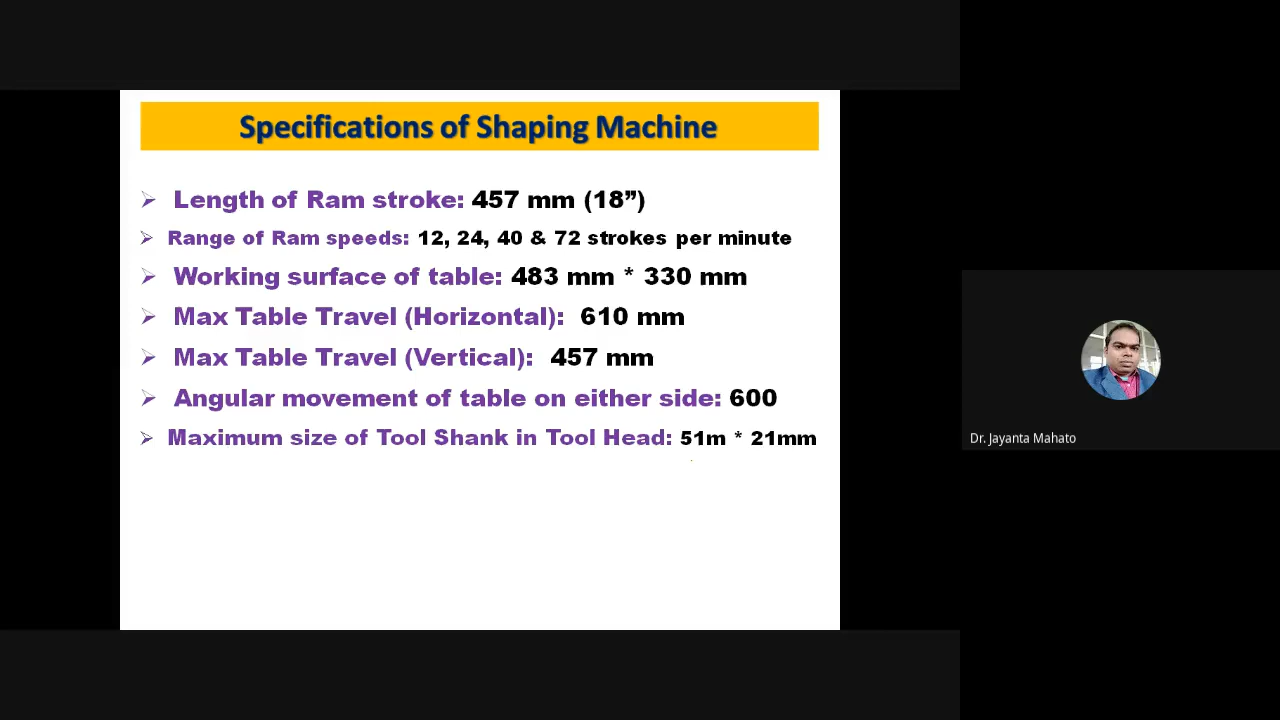 Specifications of Shaping Machine
Length of Ram stroke: 457 mm (18”)
Range of Ram speeds: 12, 24, 40 & 72 strokes per minute
Working surface of table: 483 mm * 330 mm
Max Table Travel (Horizontal): 610 mm
Max Table Travel (Vertical): 457 mm
Angular movement of table on either side: 600
Maximum size of Tool Shank in Tool Head: 51m * 21mm
Dr. Jayanta Mahato